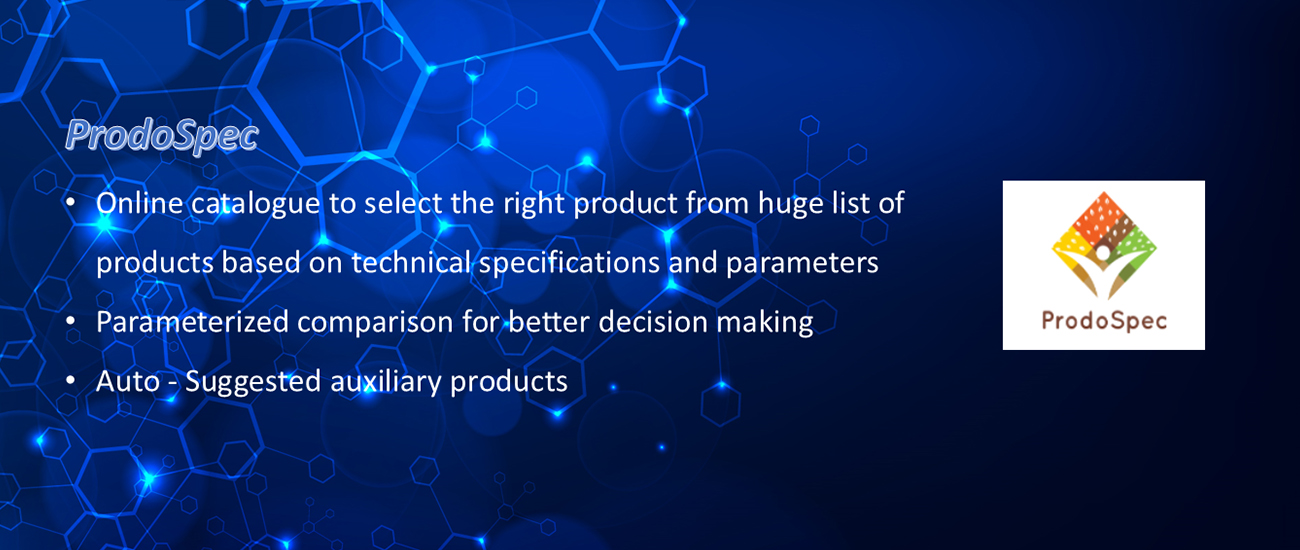 ProdoSpec
• Online catalogue to select the right product from huge list of
products based on technical specifications and parameters
• Parameterized comparison for better decision making
• Auto - Suggested auxiliary products
ProdoSpec